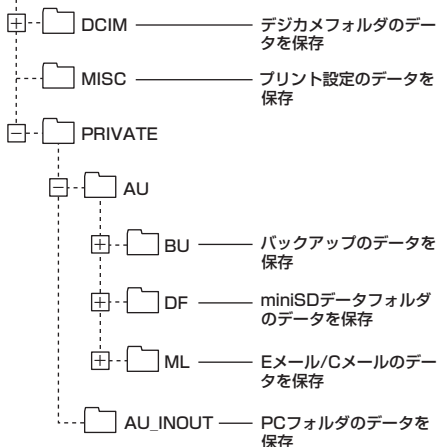 DCIM
デジカメフォルダのデー
タを保存
MISC
プリント設定のデータを
保存
PRIVATE
AU
BU
バックアップのデータを
保存
DF
miniSDデータフォルダ
のデータを保存
ML
Eメール/Cメールのデー
タを保存
AU_INOUT
PCフォルダのデータを
保存